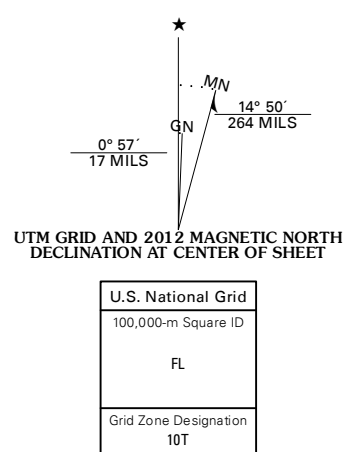 ★
MN
GN
14° 50´
264 MILS
0° 57´
17 MILS
UTM GRID AND 2012 MAGNETIC NORTH
DECLINATION AT CENTER OF SHEET
U.S. National Grid
100,000-m Square ID
FL
Grid Zone Designation
10T